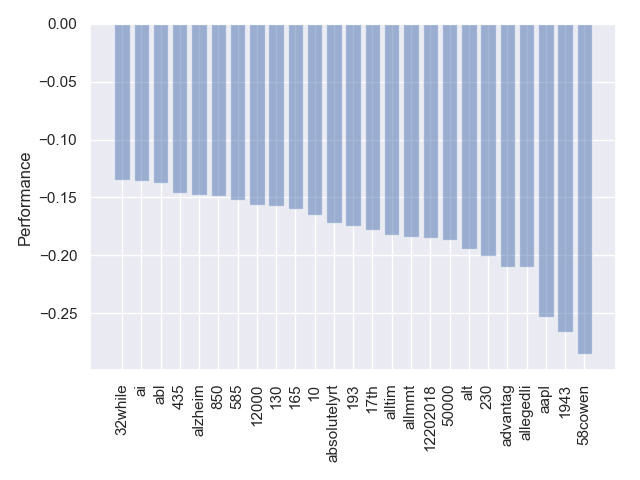 0.00
−0.05
−0.10
−0.15
−0.20
−0.25
Performance
32while
ai
abl
435
alzheim
850
585
12000
130
165
10
absolutelyrt
193
17th
alltim
allmmt
12202018
50000
alt
230
advantag
allegedli
aapl
1943
58cowen